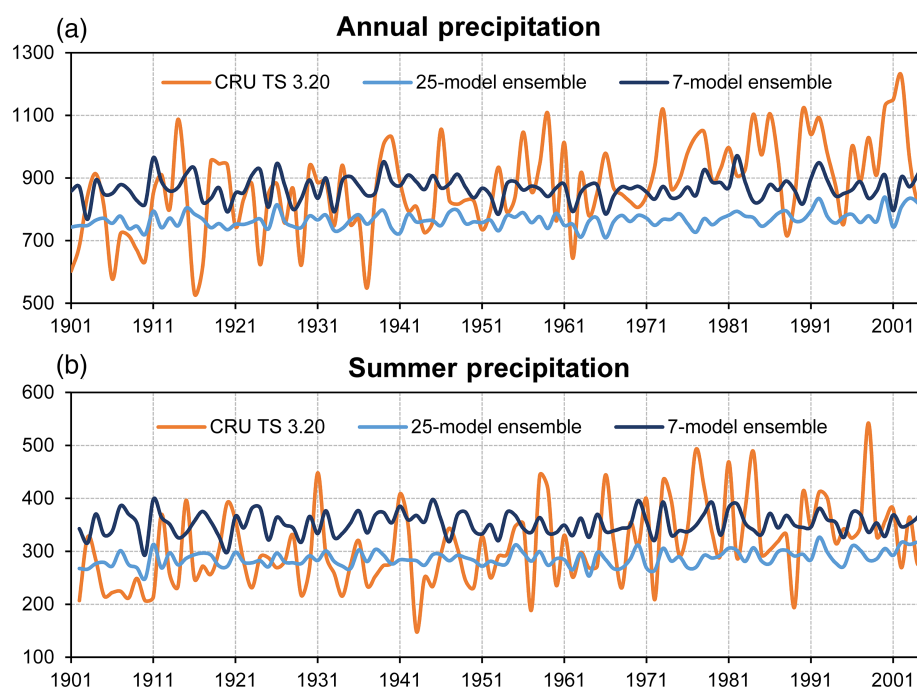 (a)
Annual precipitation
1300
CRU TS 3.20 25-model ensemble 7-model ensemble
1100
900
700
500
1901 1911 1921 1931 1941 1951 1961 1971 1981 1991 2001
(b)
Summer precipitation
600
CRU TS 3.20 25-model ensemble 7-model ensemble
500
400
300
200
100
1901 1911 1921 1931 1941 1951 1961 1971 1981 1991 2001